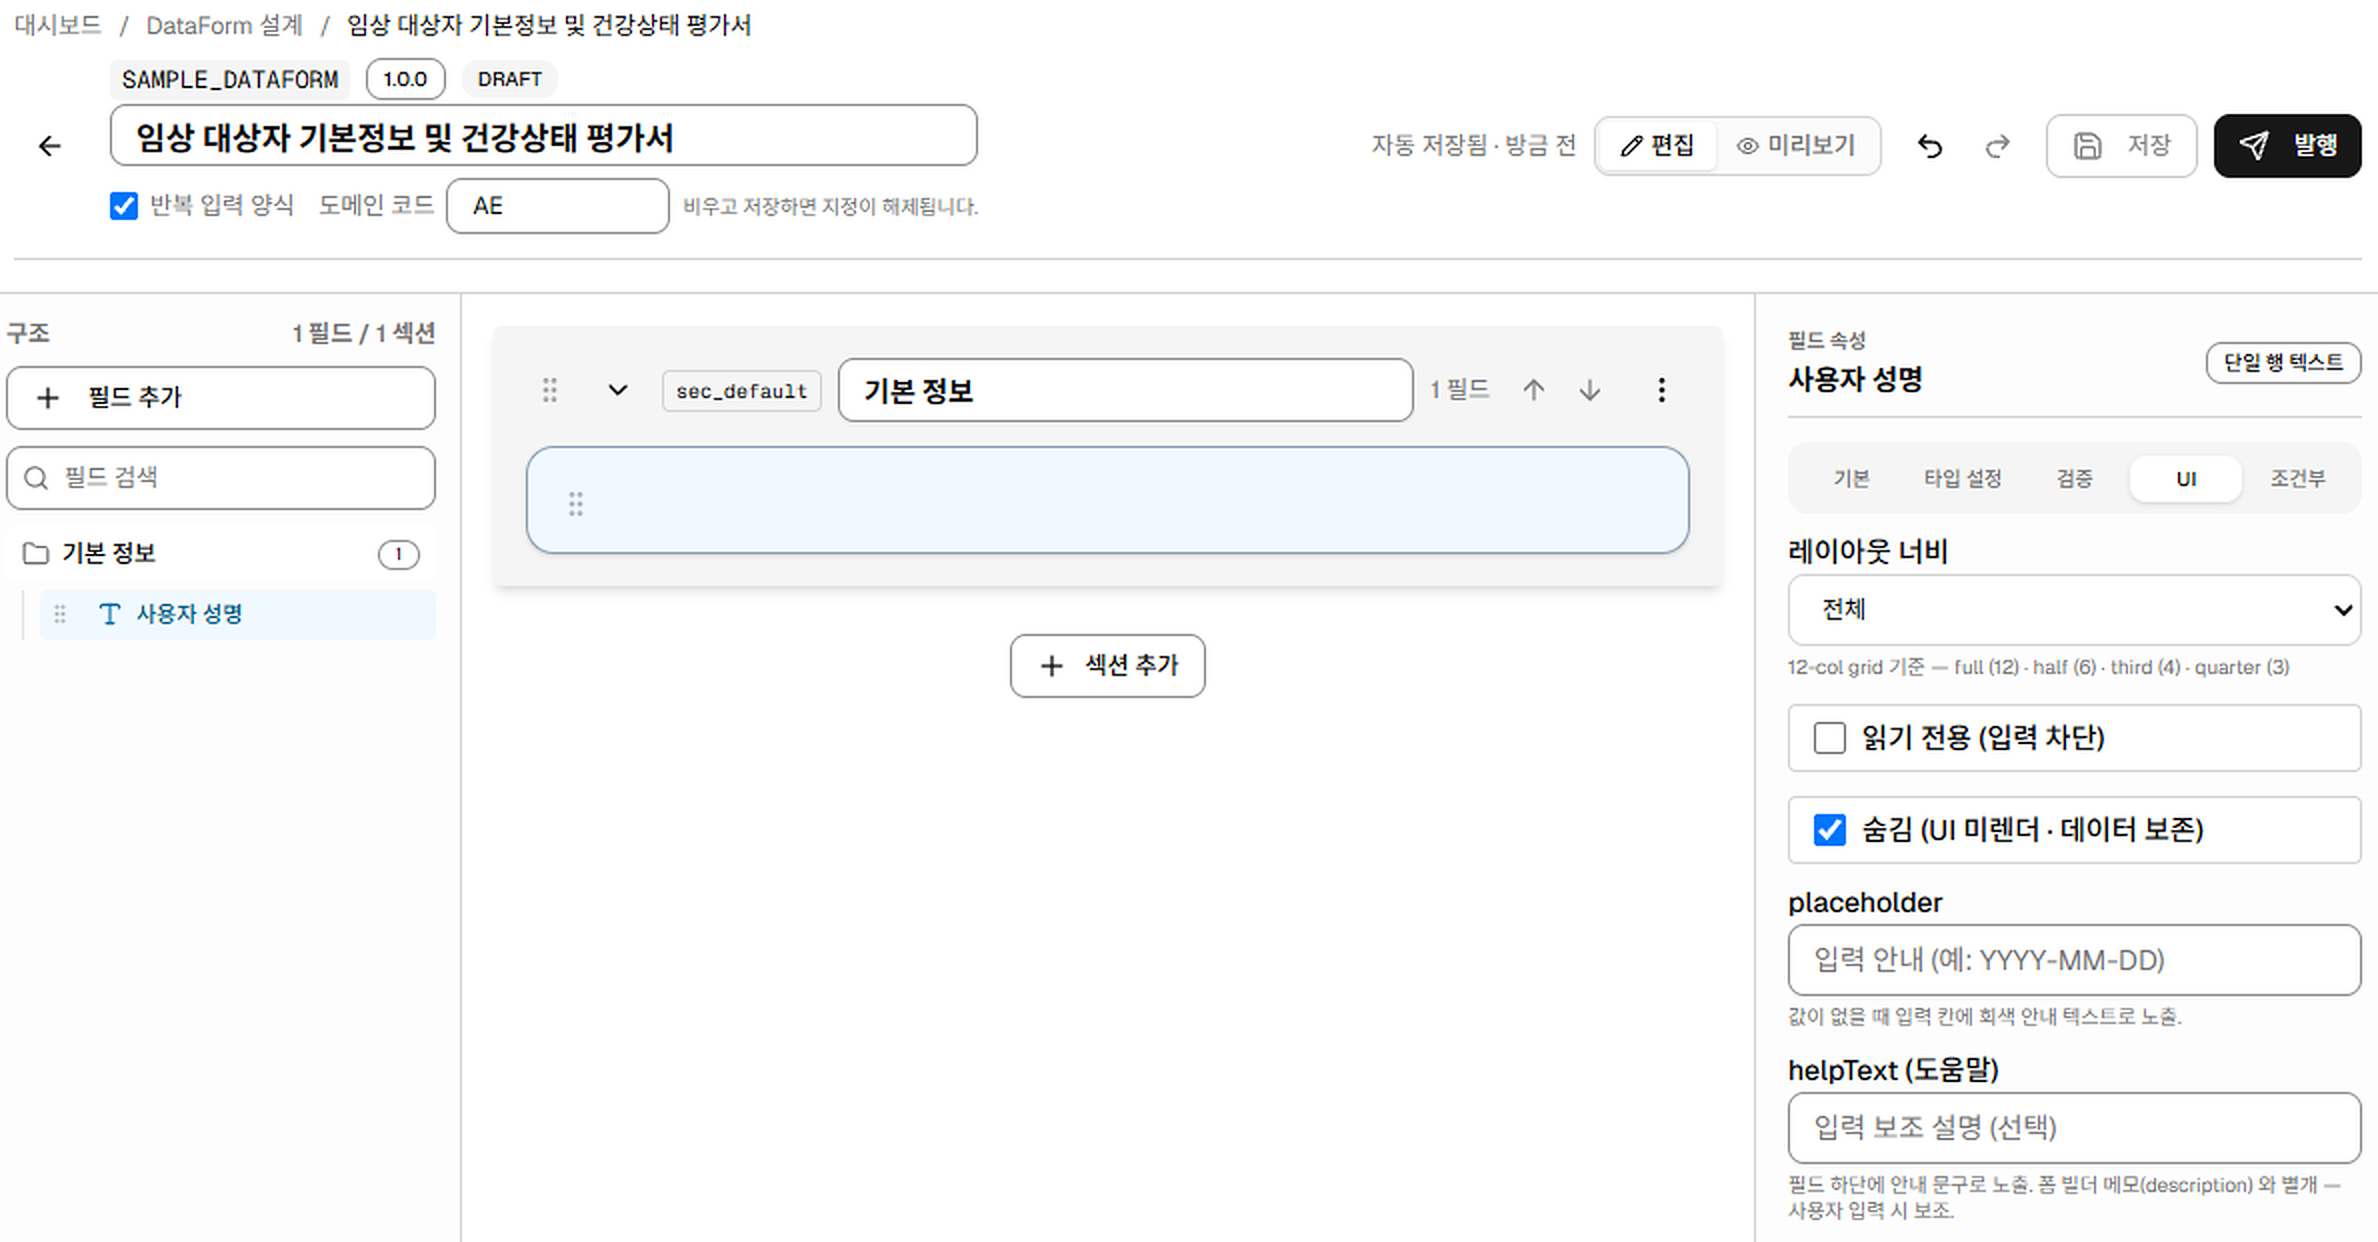 대시보드 / DataForm 설계 / 임상 대상자 기본정보 및 건강상태 평가서
SAMPLE_DATAFORM 1.0.0 DRAFT
임상 대상자 기본정보 및 건강상태 평가서
자동 저장됨 · 방금 전 편집 미리보기 저장 발행
반복 입력 양식 도메인 코드 AE 비우고 저장하면 지정이 해제됩니다.
구조 1 필드 / 1 섹션
필드 추가
필드 검색
기본 정보 1
사용자 성명
sec_default 기본 정보 1 필드
섹션 추가
필드 속성
사용자 성명 단일 행 텍스트
기본 타입 설정 검증 UI 조건부
레이아웃 너비
전체
12-col grid 기준 — full (12) · half (6) · third (4) · quarter (3)
읽기 전용 (입력 차단)
숨김 (UI 미렌더 · 데이터 보존)
placeholder
입력 안내 (예: YYYY-MM-DD)
값이 없을 때 입력 칸에 회색 안내 텍스트로 노출.
helpText (도움말)
입력 보조 설명 (선택)
필드 하단에 안내 문구로 노출. 폼 빌더 메모(description) 와 별개 —
사용자 입력 시 보조.